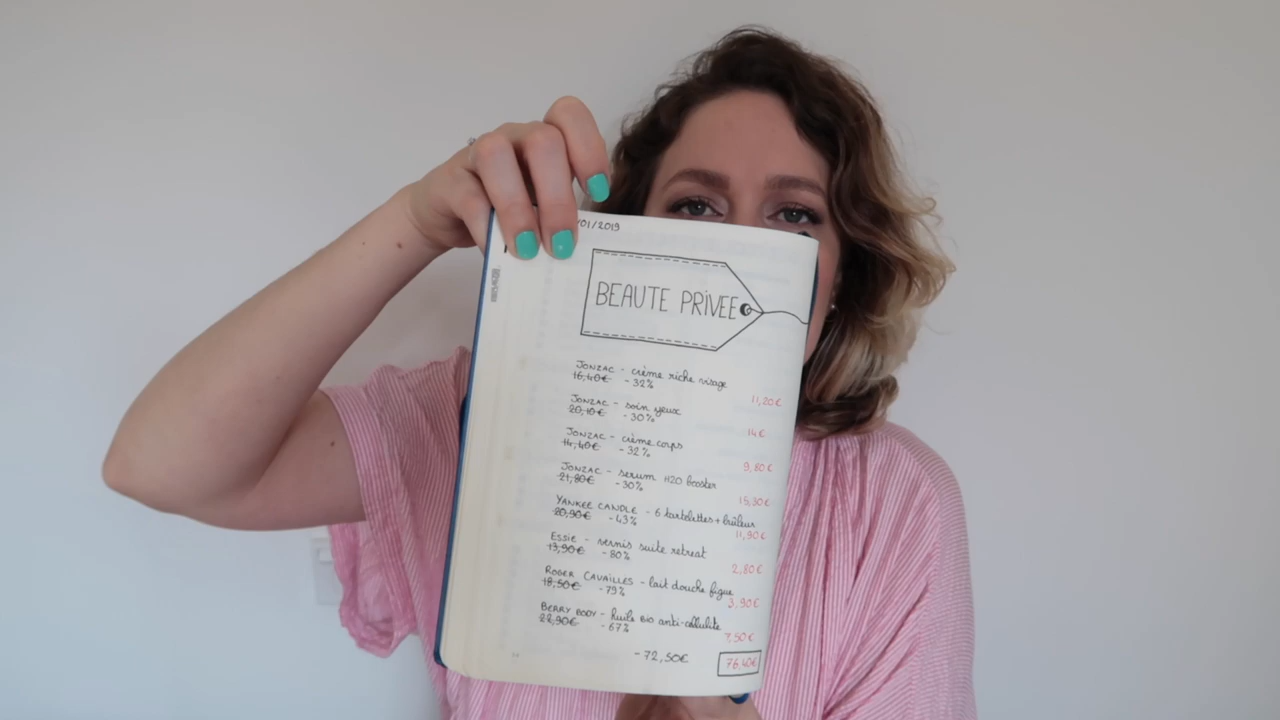 /01/2019
BEAUTE PRIVEE
JONZAC - crème riche visage
16,40€ -32%
11,20€
JONZAC - soin yeux
20,10€ -30%
14€
JONZAC - crème corps
14,40€ -32%
9,80€
JONZAC - serum H2O booster
21,80€ -30%
15,30€
YANKEE CANDLE - 6 tartelettes + brûleur
20,90€ -43%
11,90€
ESSIE - vernis suite retreat
13,90€ -80%
2,80€
ROGER CAVAILLES - lait douche figue
18,50€ -79%
3,90€
BERRY BODY - huile BIO anti-cellulite
22,90€ -67%
7,50€
-72,50€
76,40€